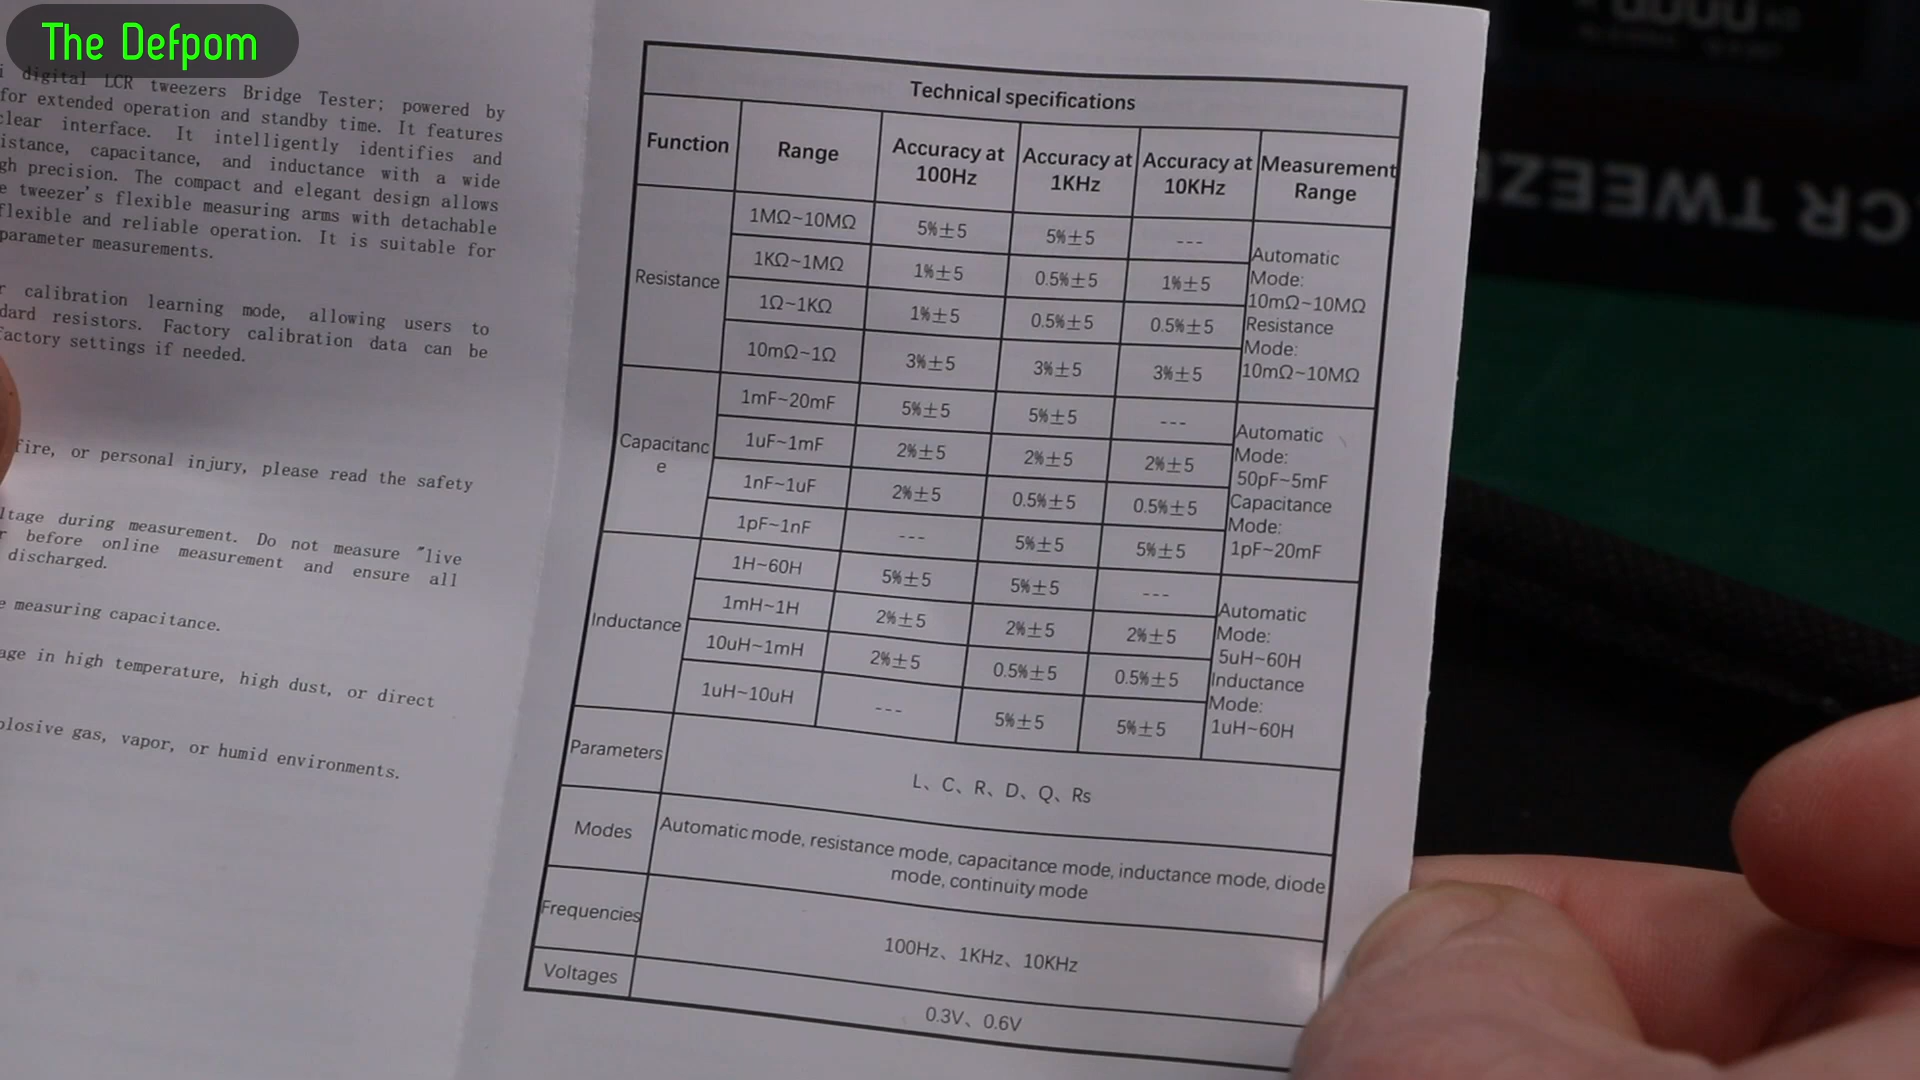 The Defpom
digital LCR tweezers Bridge Tester; powered by
for extended operation and standby time. It features
clear interface. It intelligently identifies and
istance, capacitance, and inductance with a wide
gh precision. The compact and elegant design allows
e tweezer's flexible measuring arms with detachable
flexible and reliable operation. It is suitable for
parameter measurements.
r calibration learning mode, allowing users to
dard resistors. Factory calibration data can be
factory settings if needed.
fire, or personal injury, please read the safety
ltage during measurement. Do not measure "live
r before online measurement and ensure all
discharged.
e measuring capacitance.
age in high temperature, high dust, or direct
plosive gas, vapor, or humid environments.
Technical specifications
Function Range Accuracy at 100Hz Accuracy at 1KHz Accuracy at 10KHz Measurement Range
Resistance
1MΩ~10MΩ 5%±5 5%±5 ---
1KΩ~1MΩ 1%±5 0.5%±5 1%±5
1Ω~1KΩ 1%±5 0.5%±5 0.5%±5
10mΩ~1Ω 3%±5 3%±5 3%±5
Automatic
Mode:
10mΩ~10MΩ
Resistance
Mode:
10mΩ~10MΩ
Capacitanc
e
1mF~20mF 5%±5 5%±5 ---
1uF~1mF 2%±5 2%±5 2%±5
1nF~1uF 2%±5 0.5%±5 0.5%±5
1pF~1nF --- 5%±5 5%±5
Automatic
Mode:
50pF~5mF
Capacitance
Mode:
1pF~20mF
Inductance
1H~60H 5%±5 5%±5 ---
1mH~1H 2%±5 2%±5 2%±5
10uH~1mH 2%±5 0.5%±5 0.5%±5
1uH~10uH --- 5%±5 5%±5
Automatic
Mode:
5uH~60H
Inductance
Mode:
1uH~60H
Parameters L、C、R、D、Q、Rs
Modes Automatic mode, resistance mode, capacitance mode, inductance mode, diode
mode, continuity mode
Frequencies 100Hz、1KHz、10KHz
Voltages 0.3V、0.6V
CR TWEEZE